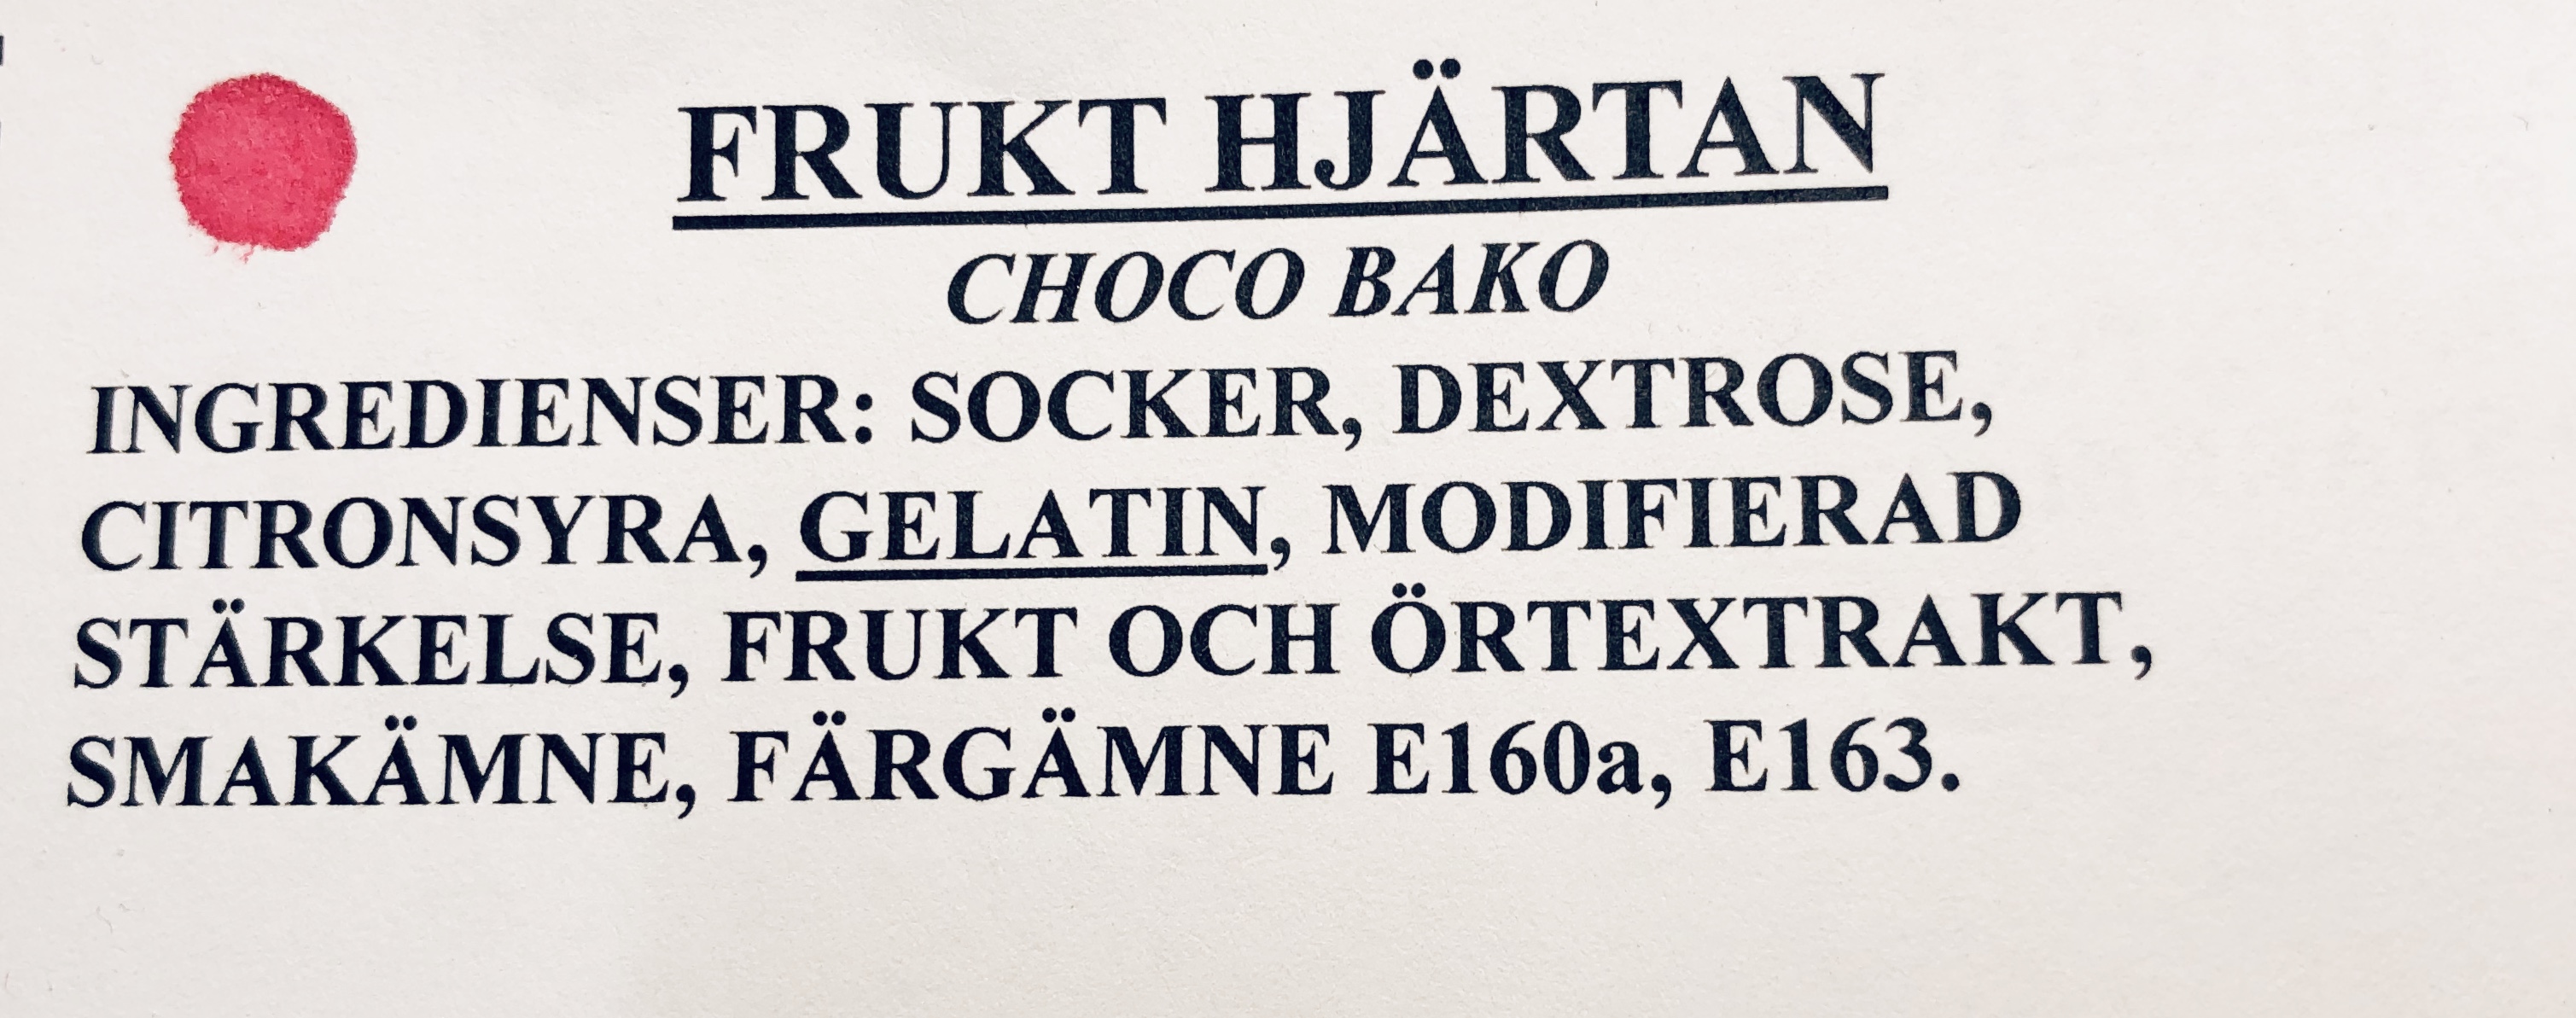 FRUKT HJÄRTAN
CHOCO BAKO
INGREDIENSER: SOCKER, DEXTROSE,
CITRONSYRA, GELATIN, MODIFIERAD
STÄRKELSE, FRUKT OCH ÖRTEXTRAKT,
SMAKÄMNE, FÄRGÄMNE E160a, E163.